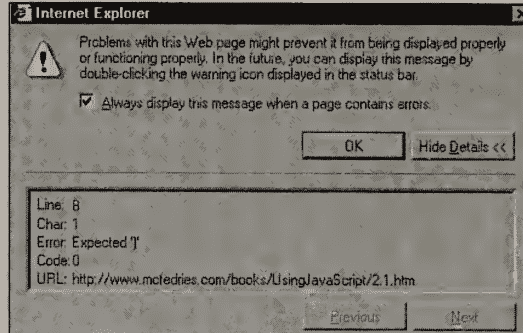 Internet Explorer
Problems with this Web page might prevent it from being displayed properly
or functioning properly. In the future, you can display this message by
double-clicking the warning icon displayed in the status bar.
Always display this message when a page contains errors.
OK
Hide Details <<
Line: 8
Char: 1
Error: Expected '}'
Code: 0
URL: http://www.mcfedries.com/books/UsingJavaScript/2.1.htm
Previous
Next